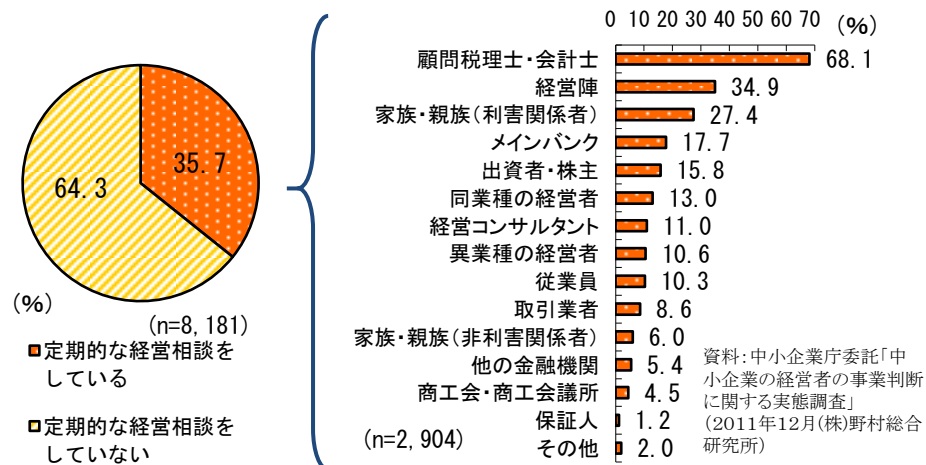 35.7
64.3
(%)
(n=8,181)
定期的な経営相談を
している
定期的な経営相談を
していない
0 10 20 30 40 50 60 70 (%)
顧問税理士・会計士 68.1
経営陣 34.9
家族・親族(利害関係者) 27.4
メインバンク 17.7
出資者・株主 15.8
同業種の経営者 13.0
経営コンサルタント 11.0
異業種の経営者 10.6
従業員 10.3
取引業者 8.6
家族・親族(非利害関係者) 6.0
他の金融機関 5.4
商工会・商工会議所 4.5
保証人 1.2
その他 2.0
(n=2,904)
資料:中小企業庁委託「中
小企業の経営者の事業判断
に関する実態調査」
(2011年12月(株)野村総合
研究所)